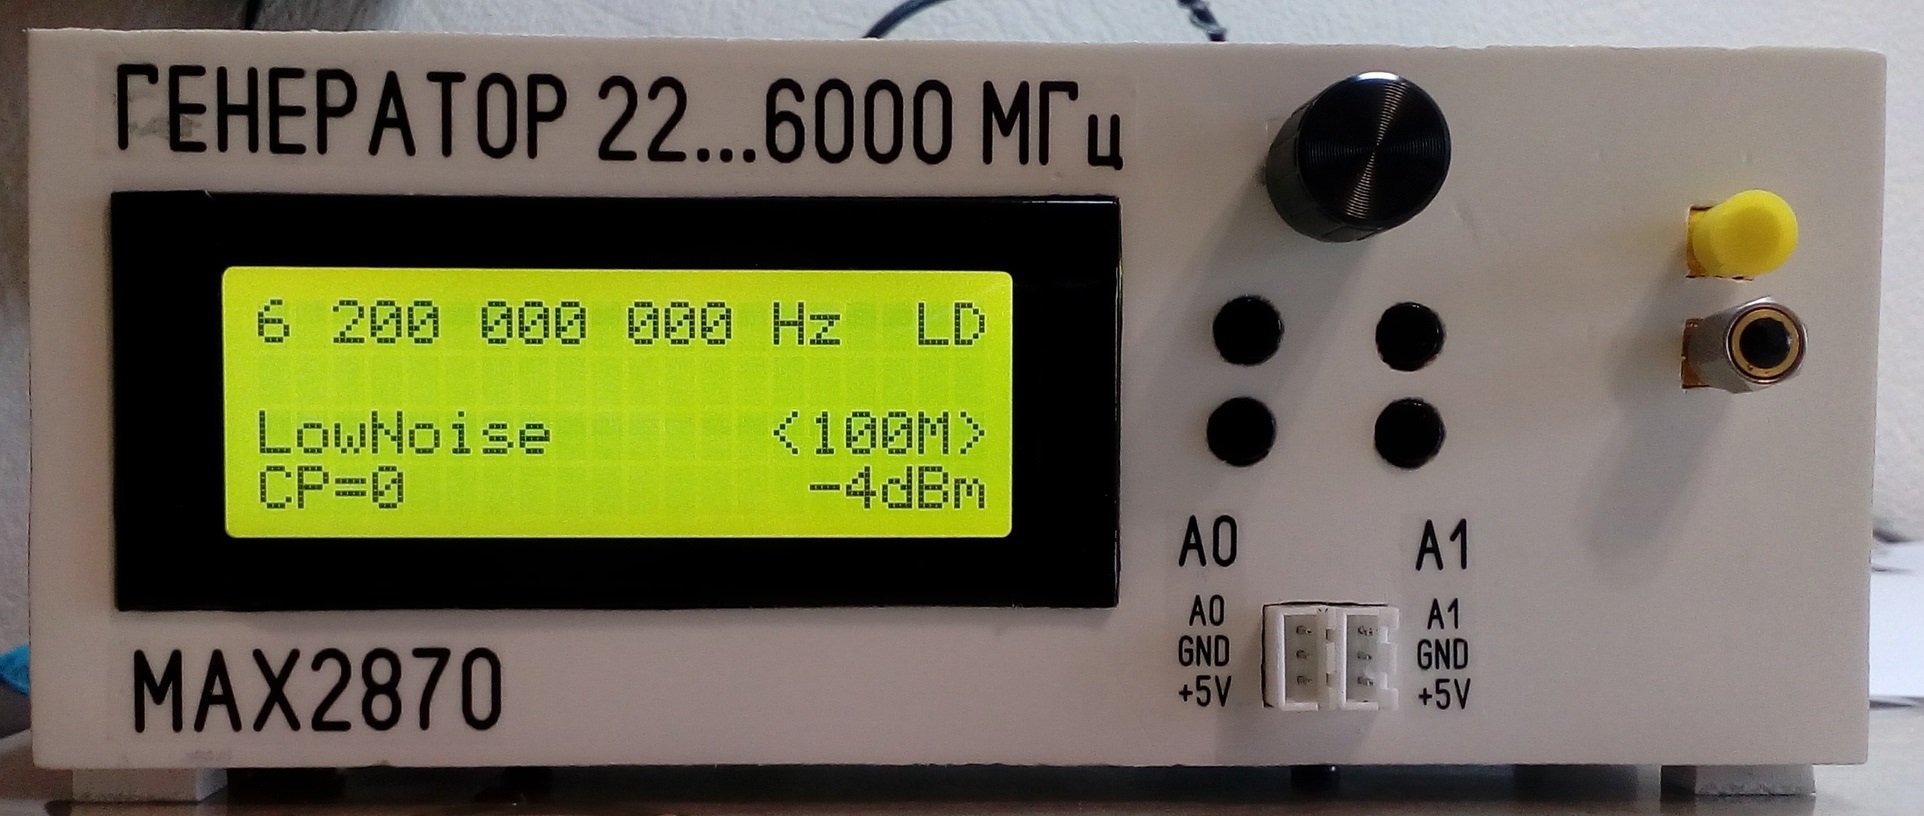 ГЕНЕРАТОР 22...6000 МГц
6 200 000 000 Hz LD
LowNoise <100M>
CP=0 -4dBm
MAX2870
A0 A1
A0 A1
GND GND
+5V +5V